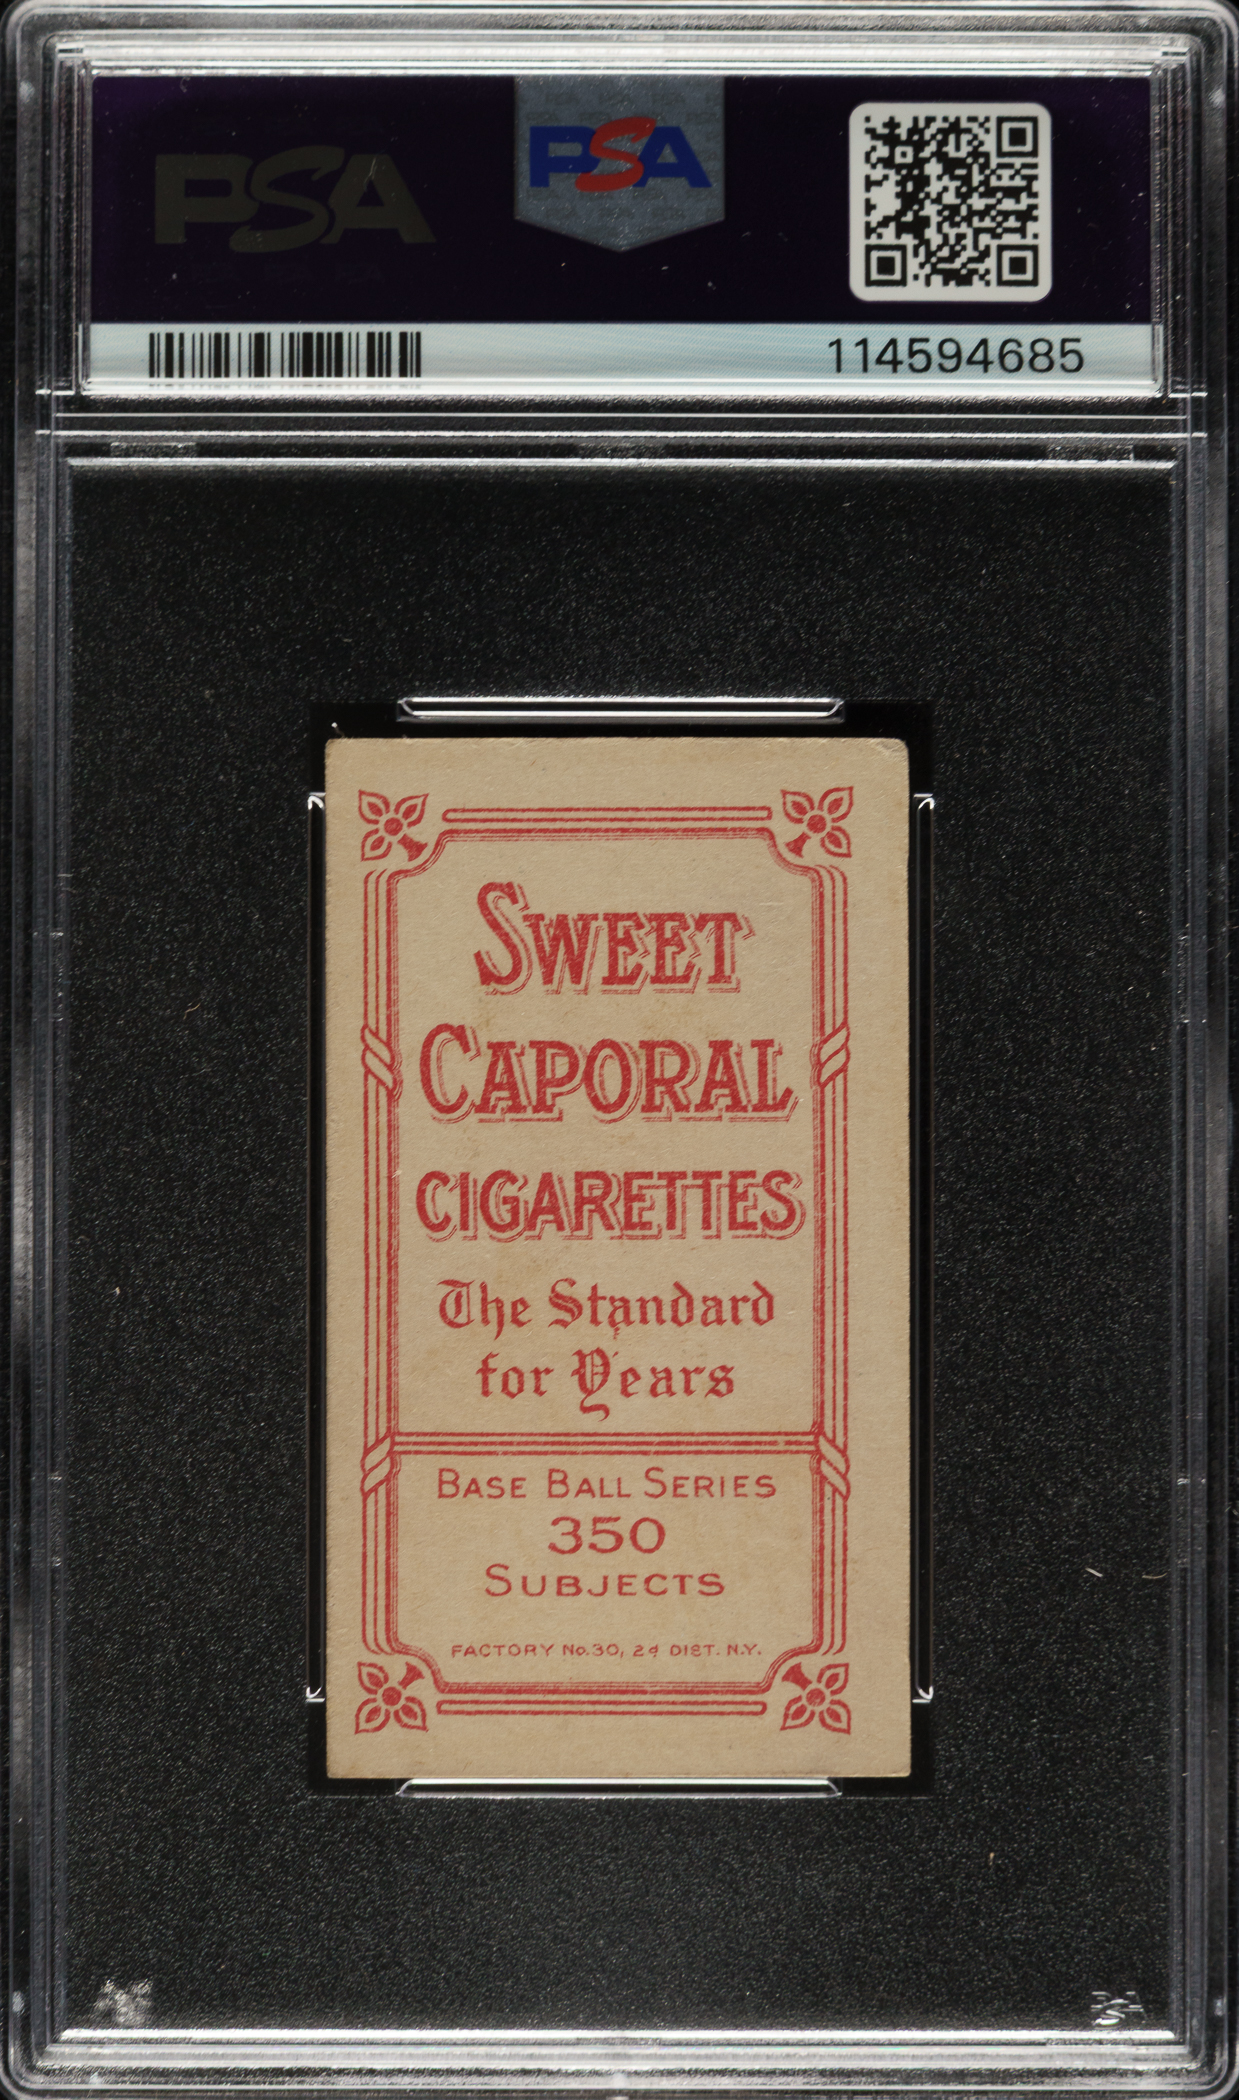 PSA
PSA
114594685
SWEET
CAPORAL
CIGARETTES
The Standard
for Years
BASE BALL SERIES
350
SUBJECTS
FACTORY No. 30, 2d DIST. N.Y.
PSA